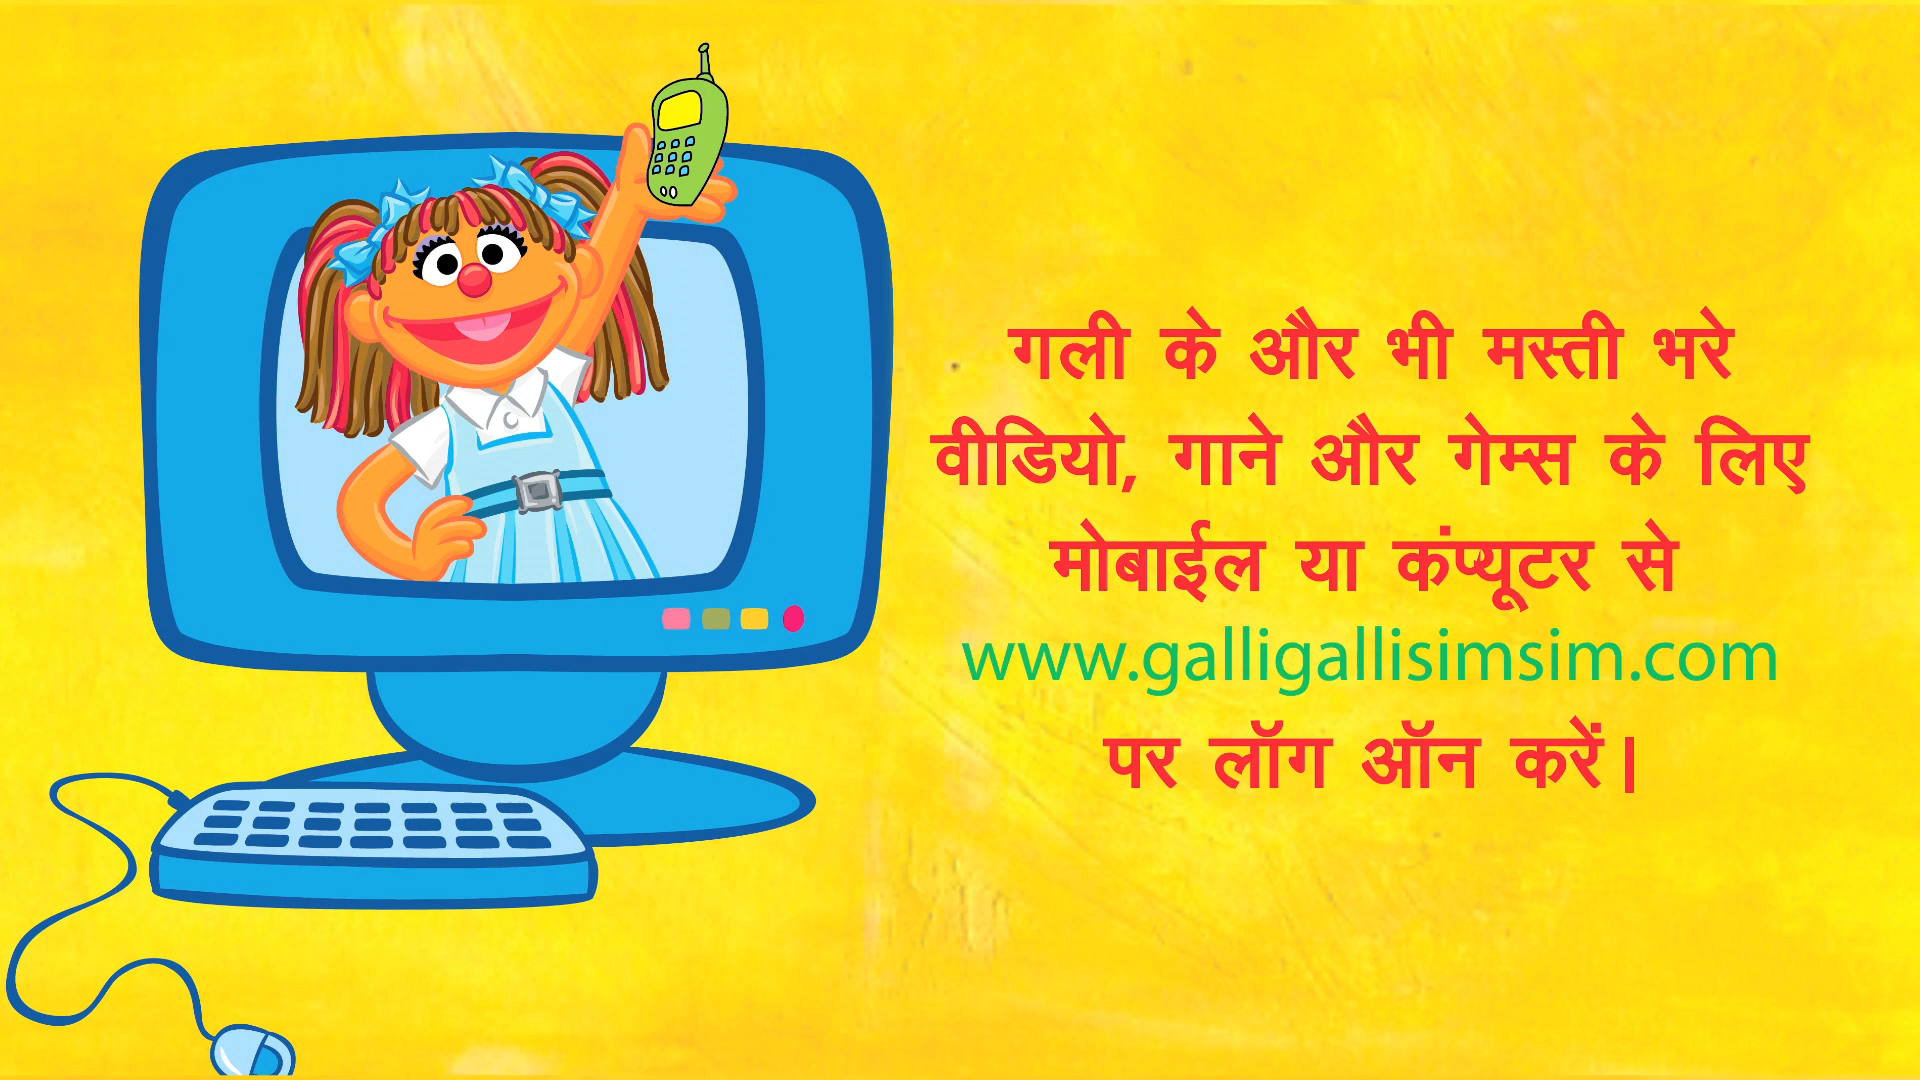 गली के और भी मस्ती भरे
वीडियो, गाने और गेम्स के लिए
मोबाईल या कंप्यूटर से
www.galligallisimsim.com
पर लॉग ऑन करें।